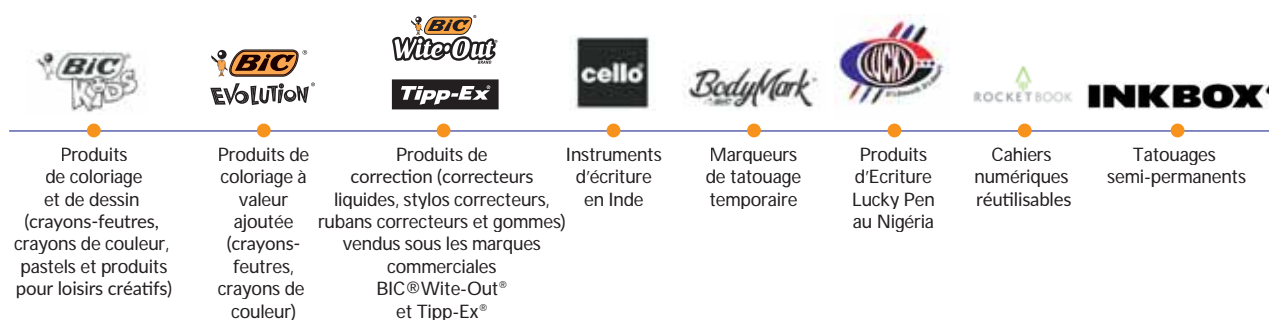 BiC
KiDS
BiC®
EVOLUTION®
BiC®
Wite·Out®
BRAND
Tipp-Ex®
cello®
BodyMark™
LUCKY
ROCKETBOOK
INKBOX
Produits
de coloriage
et de dessin
(crayons-feutres,
crayons de couleur,
pastels et produits
pour loisirs créatifs)
Produits de
coloriage à
valeur
ajoutée
(crayons-
feutres,
crayons de
couleur)
Produits de
correction (correcteurs
liquides, stylos correcteurs,
rubans correcteurs et gommes)
vendus sous les marques
commerciales
BIC®Wite-Out®
et Tipp-Ex®
Instruments
d'écriture
en Inde
Marqueurs
de tatouage
temporaire
Produits
d'Ecriture
Lucky Pen
au Nigéria
Cahiers
numériques
réutilisables
Tatouages
semi-permanents